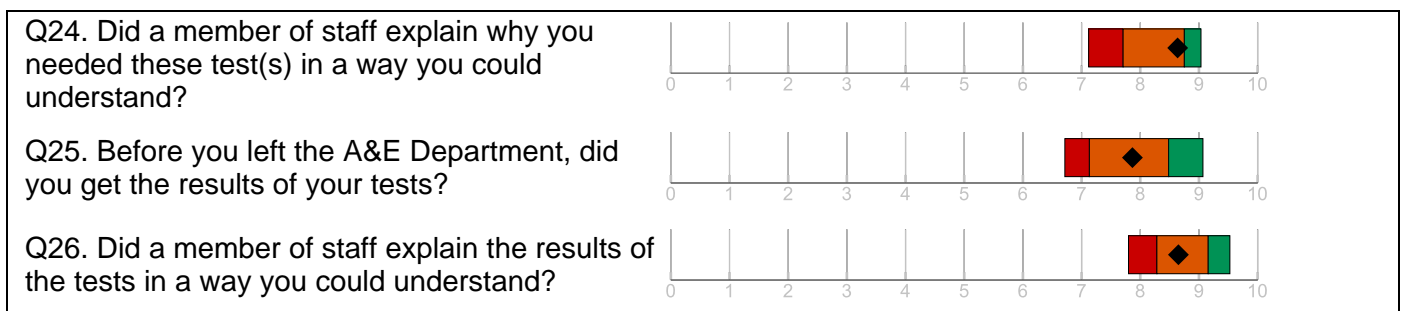 Q24. Did a member of staff explain why you
needed these test(s) in a way you could
understand?
0 1 2 3 4 5 6 7 8 9 10
Q25. Before you left the A&E Department, did
you get the results of your tests?
0 1 2 3 4 5 6 7 8 9 10
Q26. Did a member of staff explain the results of
the tests in a way you could understand?
0 1 2 3 4 5 6 7 8 9 10